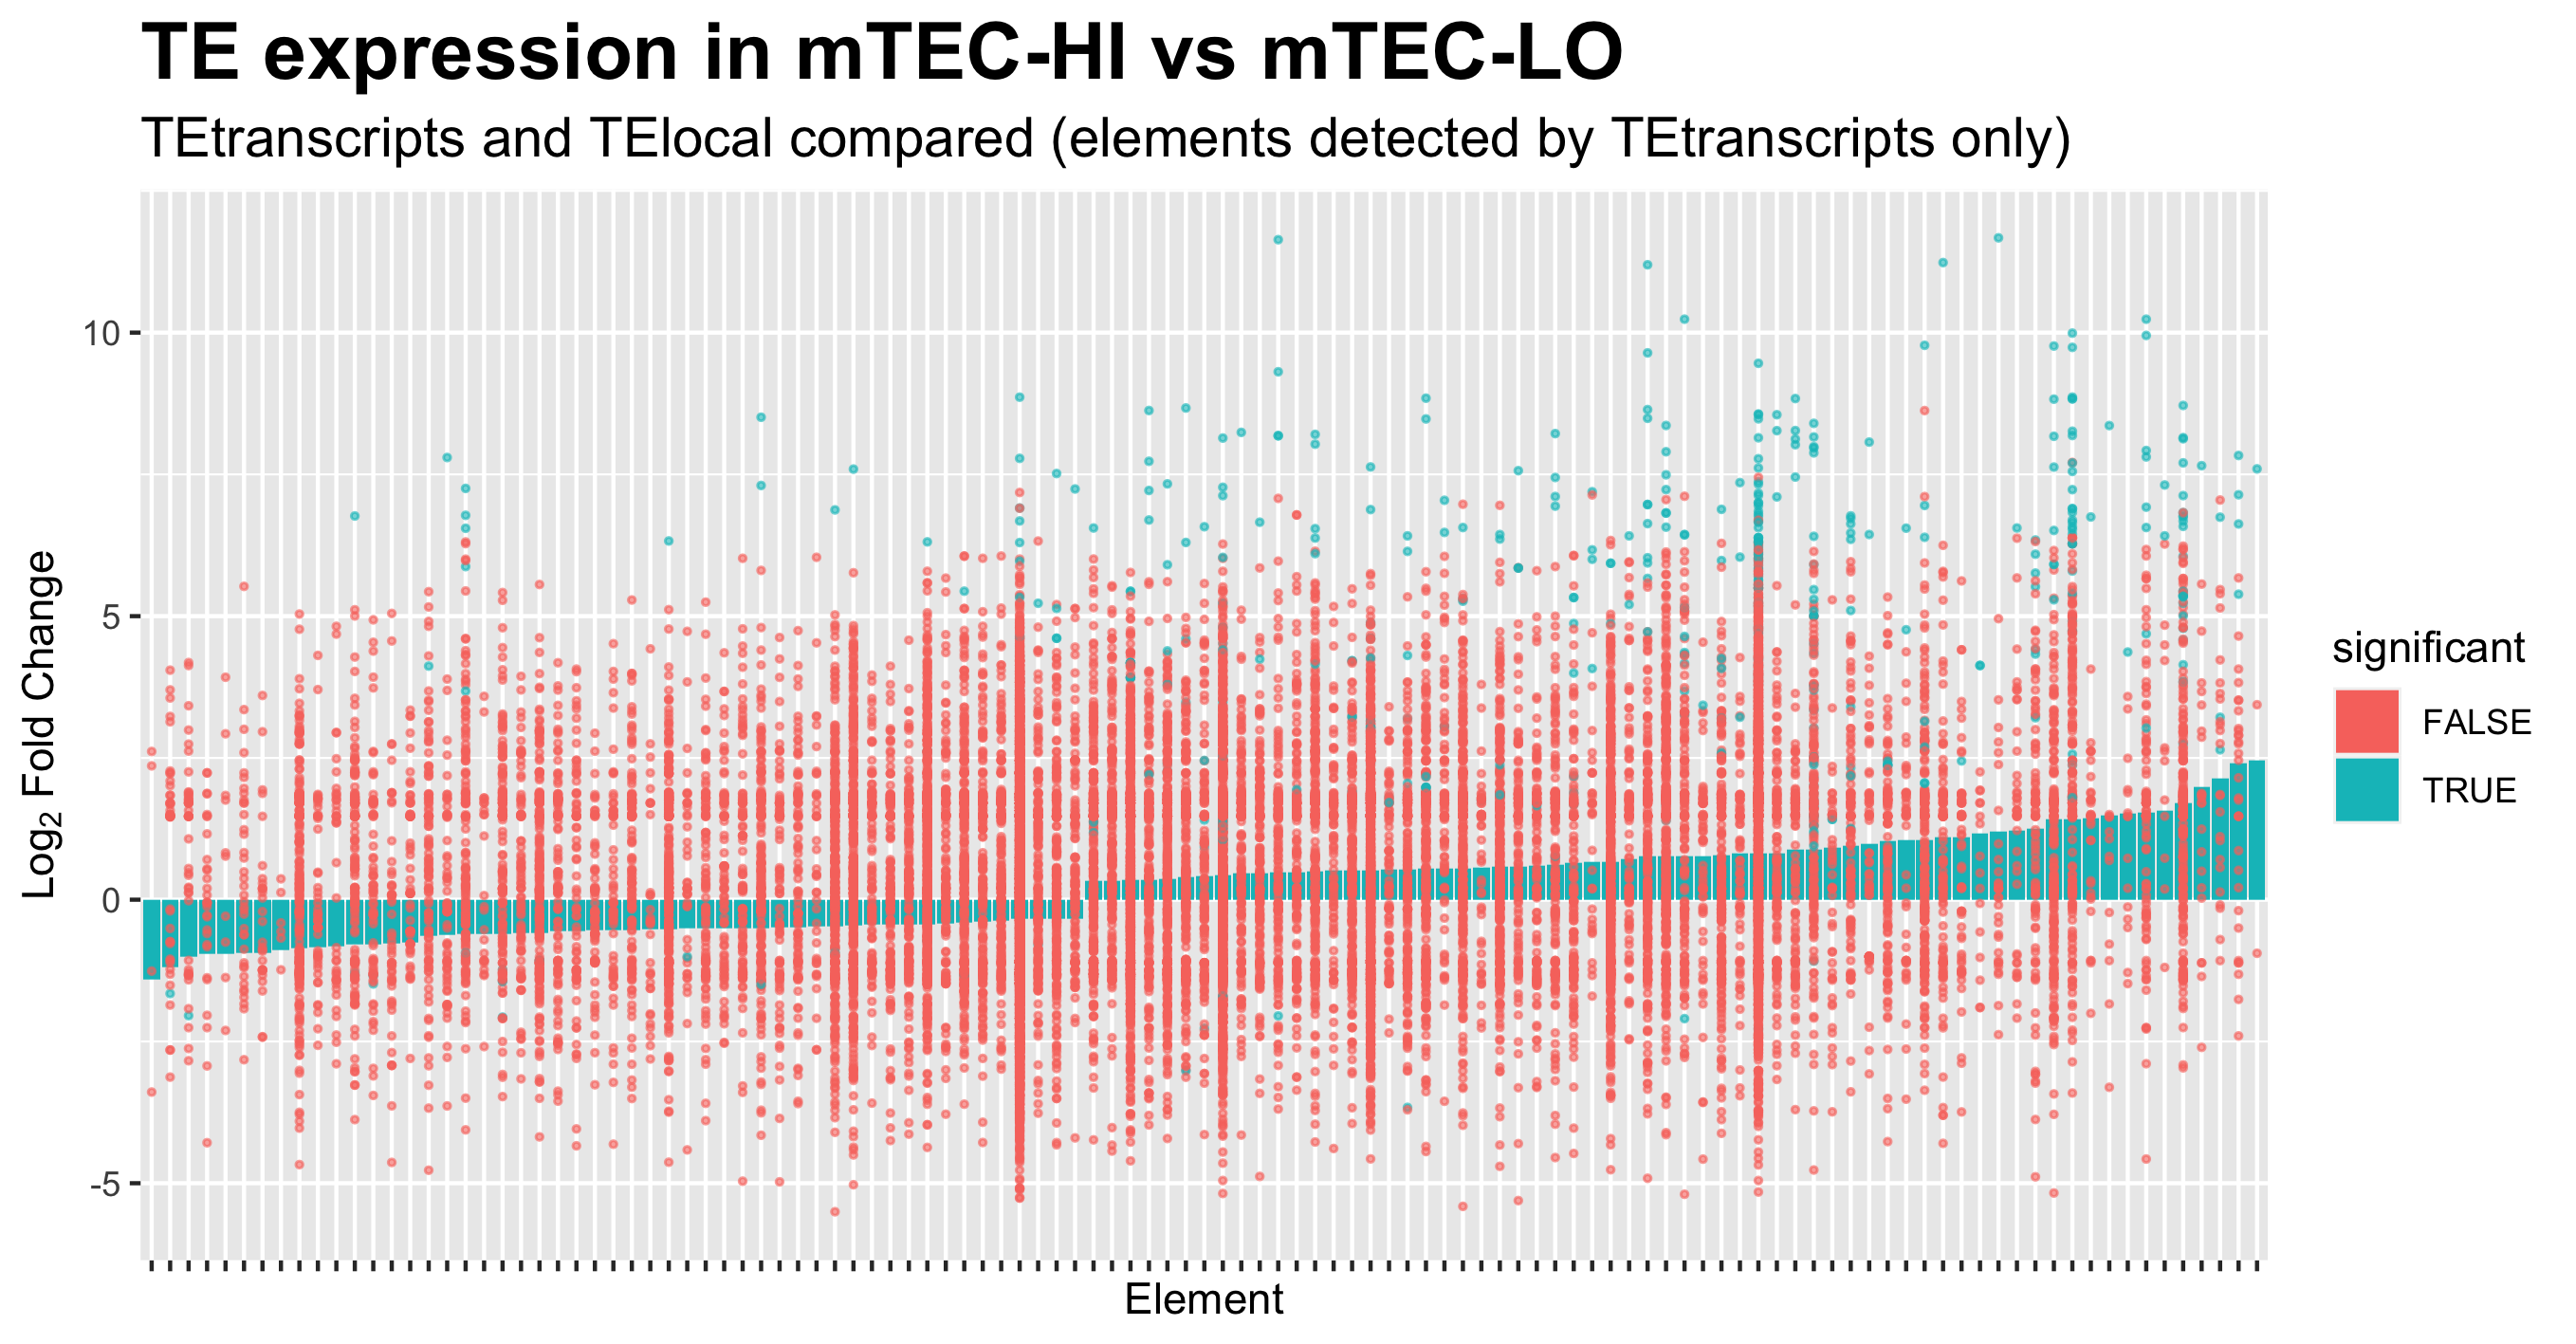 TE expression in mTEC-HI vs mTEC-LO
TEtranscripts and TElocal compared (elements detected by TEtranscripts only)
Log₂ Fold Change
10
5
0
-5
Element
significant
FALSE
TRUE